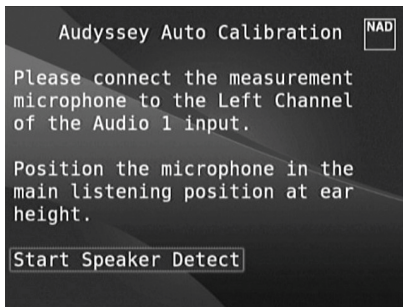 Audyssey Auto Calibration
NAD
Please connect the measurement
microphone to the Left Channel
of the Audio 1 input.
Position the microphone in the
main listening position at ear
height.
Start Speaker Detect